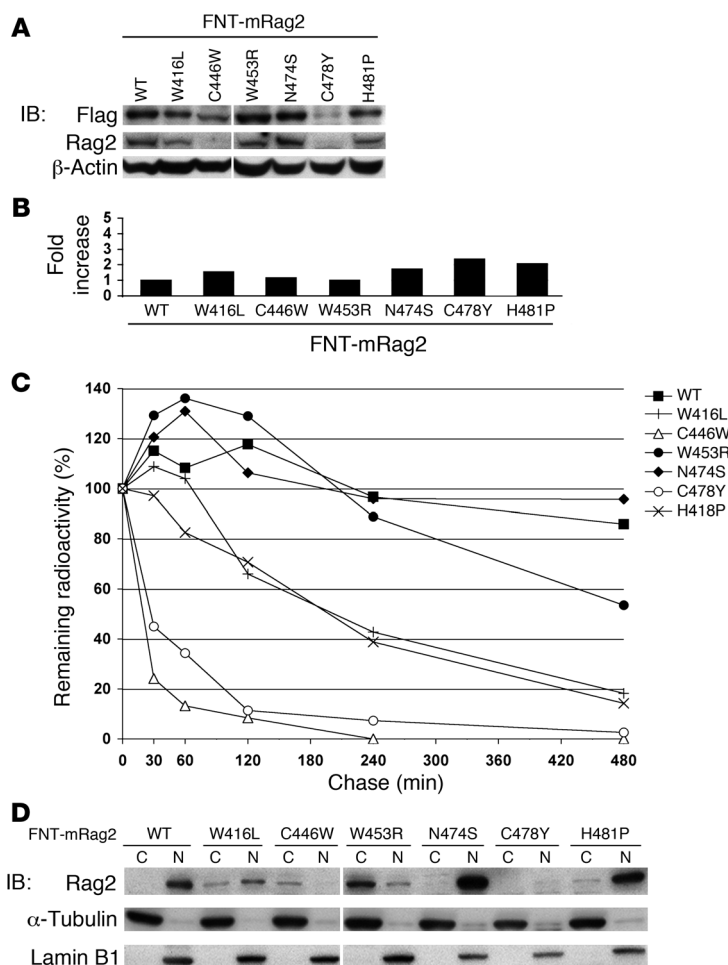 A
FNT-mRag2
WT W416L C446W W453R N474S C478Y H481P
IB: Flag
Rag2
β-Actin
B
Fold increase
5
4
3
2
1
0
WT W416L C446W W453R N474S C478Y H481P
FNT-mRag2
C
Remaining radioactivity (%)
140
120
100
80
60
40
20
0
0 30 60 120 180 240 300 360 420 480
Chase (min)
WT
W416L
C446W
W453R
N474S
C478Y
H418P
D
FNT-mRag2 WT W416L C446W W453R N474S C478Y H481P
C N C N C N C N C N C N C N
IB: Rag2
α-Tubulin
Lamin B1